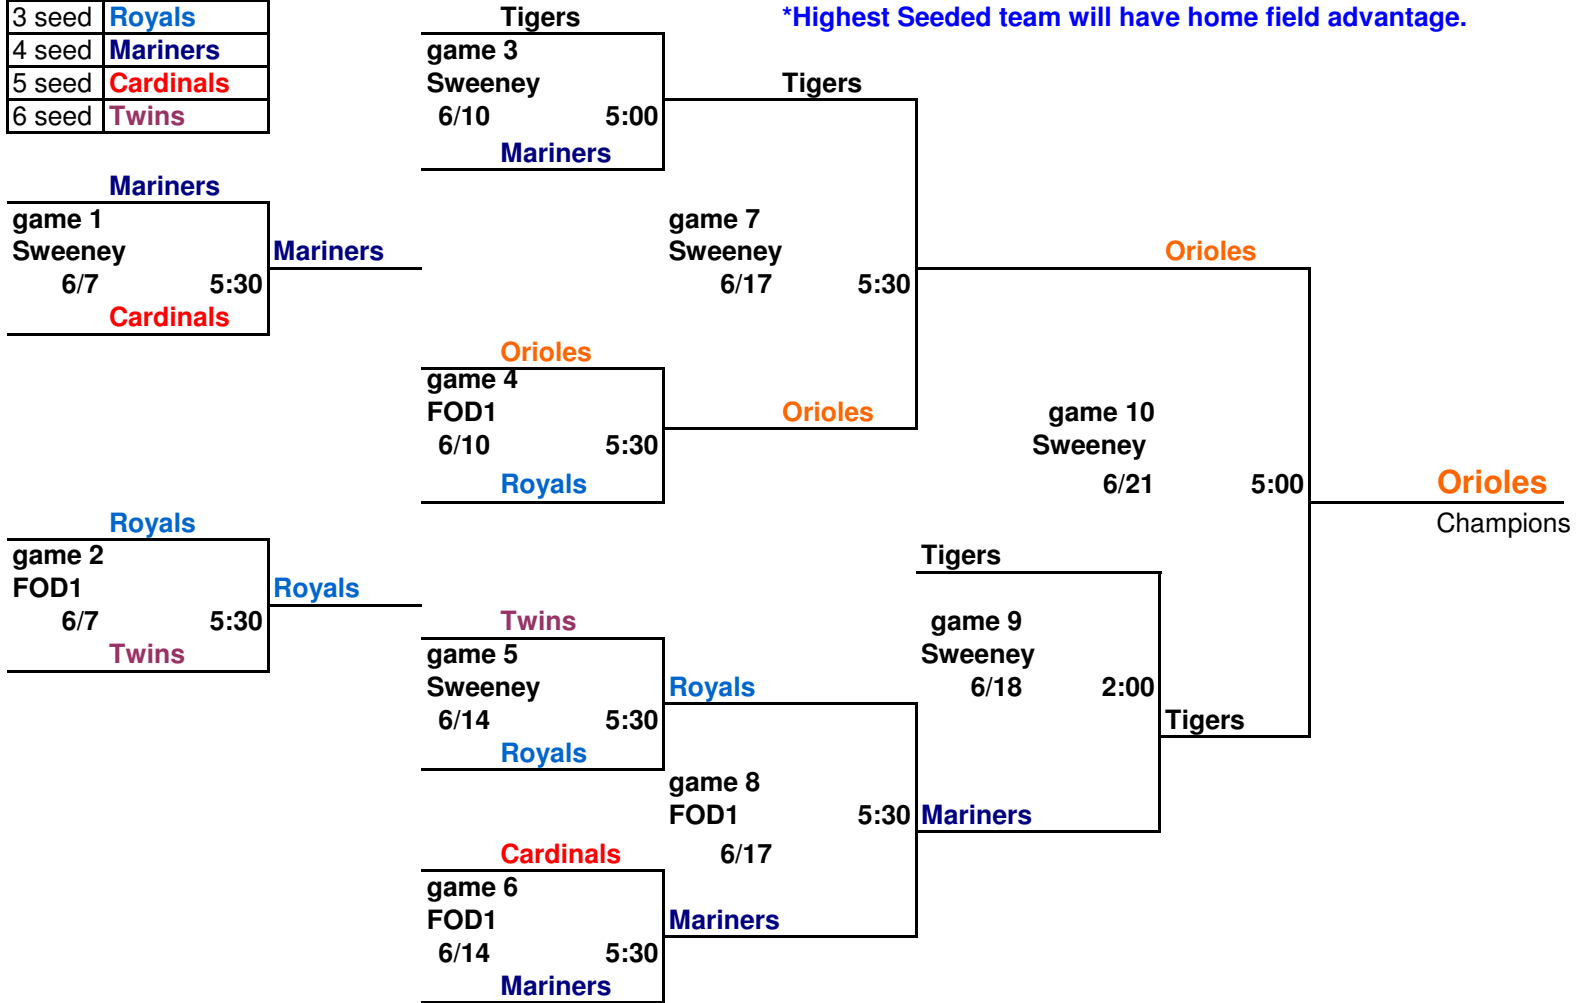 3 seed Royals
4 seed Mariners
5 seed Cardinals
6 seed Twins
*Highest Seeded team will have home field advantage.
Tigers
game 3
Sweeney
6/10 5:00
Mariners
Tigers
Mariners
game 1
Sweeney
6/7 5:30
Cardinals
Mariners
game 7
Sweeney
6/17 5:30
Orioles
Orioles
game 4
FOD1
6/10 5:30
Royals
Orioles
game 10
Sweeney
6/21 5:00
Orioles
Champions
Royals
game 2
FOD1
6/7 5:30
Twins
Royals
Twins
game 5
Sweeney
6/14 5:30
Royals
Royals
Tigers
game 9
Sweeney
6/18 2:00
Tigers
game 8
FOD1 5:30
6/17
Mariners
Cardinals
game 6
FOD1
6/14 5:30
Mariners
Mariners